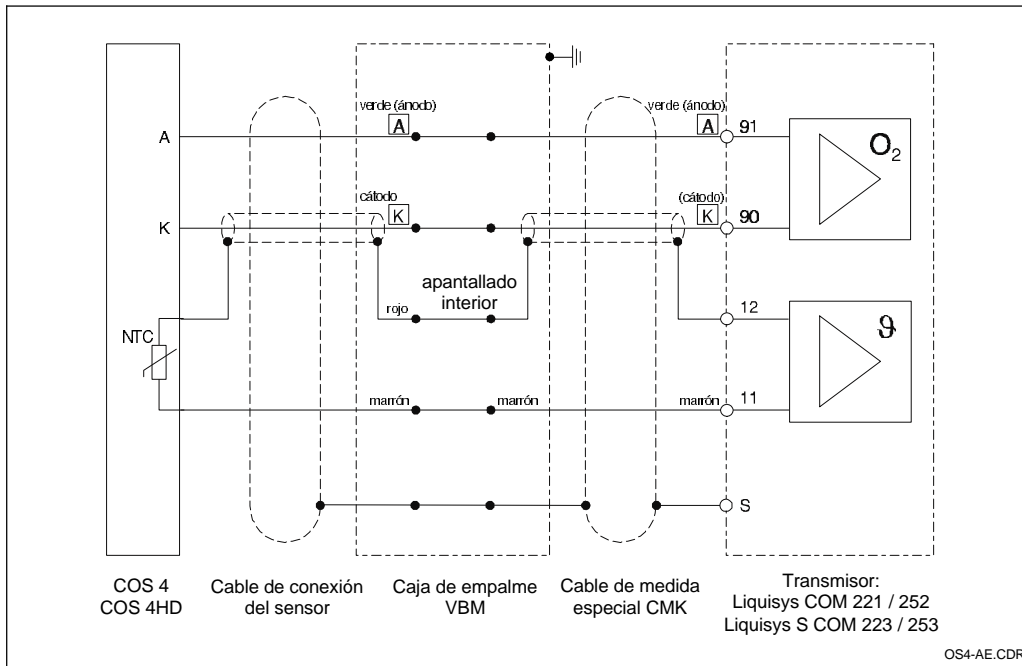 verde (ánodo)
verde (ánodo)
A
A
A
91
O2
cátodo
(cátodo)
K
K
K
90
apantallado
interior
rojo
12
NTC
ϑ
marrón
marrón
marrón
11
S
COS 4
COS 4HD
Cable de conexión
del sensor
Caja de empalme
VBM
Cable de medida
especial CMK
Transmisor:
Liquisys COM 221 / 252
Liquisys S COM 223 / 253
OS4-AE.CDR